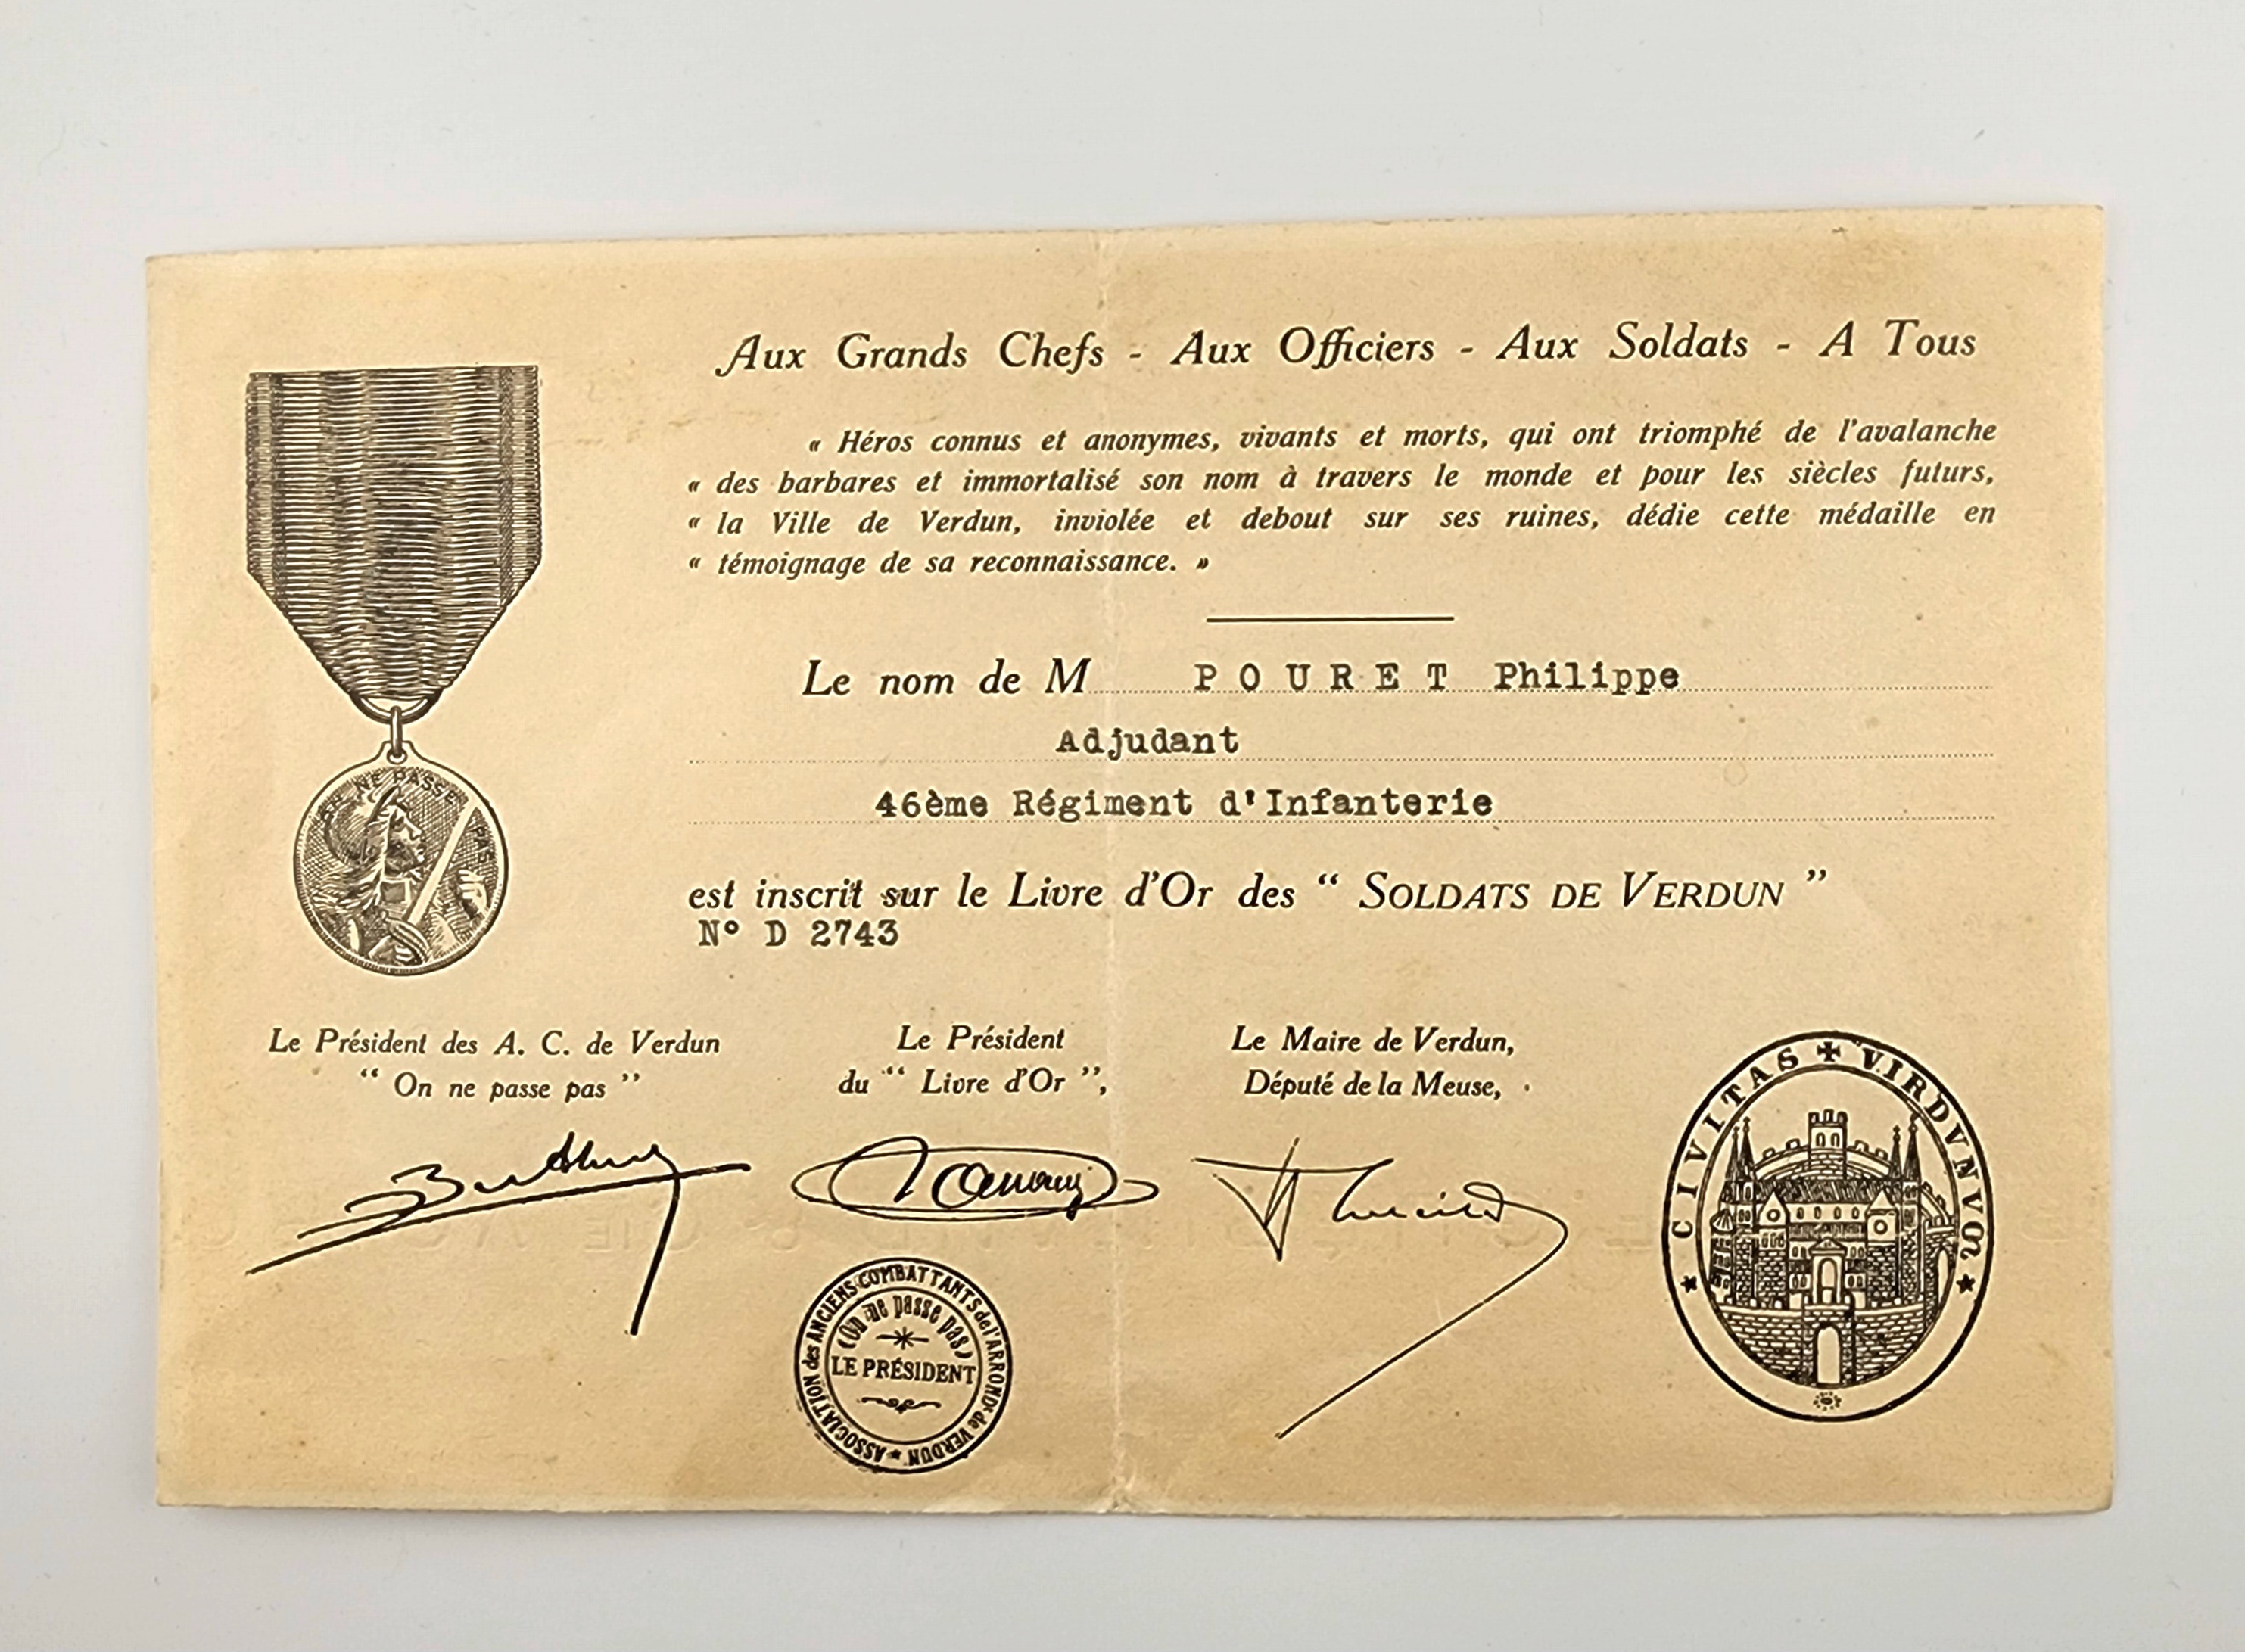 Aux Grands Chefs - Aux Officiers - Aux Soldats - A Tous
« Héros connus et anonymes, vivants et morts, qui ont triomphé de l'avalanche
« des barbares et immortalisé son nom à travers le monde et pour les siècles futurs,
« la Ville de Verdun, inviolée et debout sur ses ruines, dédie cette médaille en
« témoignage de sa reconnaissance. »
Le nom de M POURET Philippe
Adjudant
46ème Régiment d'Infanterie
est inscrit sur le Livre d'Or des “ SOLDATS DE VERDUN ”
N° D 2743
ON NE PASSE PAS
Le Président des A. C. de Verdun
“ On ne passe pas ”
Le Président
du “ Livre d'Or ”,
Le Maire de Verdun,
Député de la Meuse,
ASSOCIATION des ANCIENS COMBATTANTS de l'ARRONDt de VERDUN
(On ne passe pas)
LE PRÉSIDENT
CIVITAS VIRDVNVM